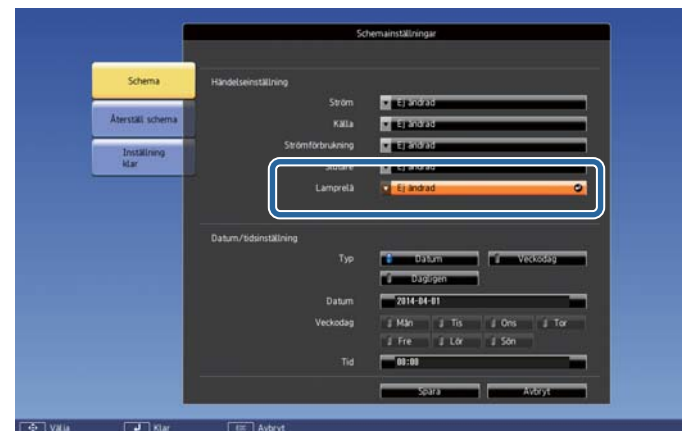 Schemainställningar
Schema
Återställ schema
Inställning
klar
Händelseinställning
Ström Ej ändrad
Källa Ej ändrad
Strömförbrukning Ej ändrad
Slutare Ej ändrad
Lamprelä Ej ändrad
Datum/tidsinställning
Typ Datum Veckodag
Dagligen
Datum 2014-04-01
Veckodag Mån Tis Ons Tor
Fre Lör Sön
Tid 00:00
Spara Avbryt
Välja Klar Avbryt